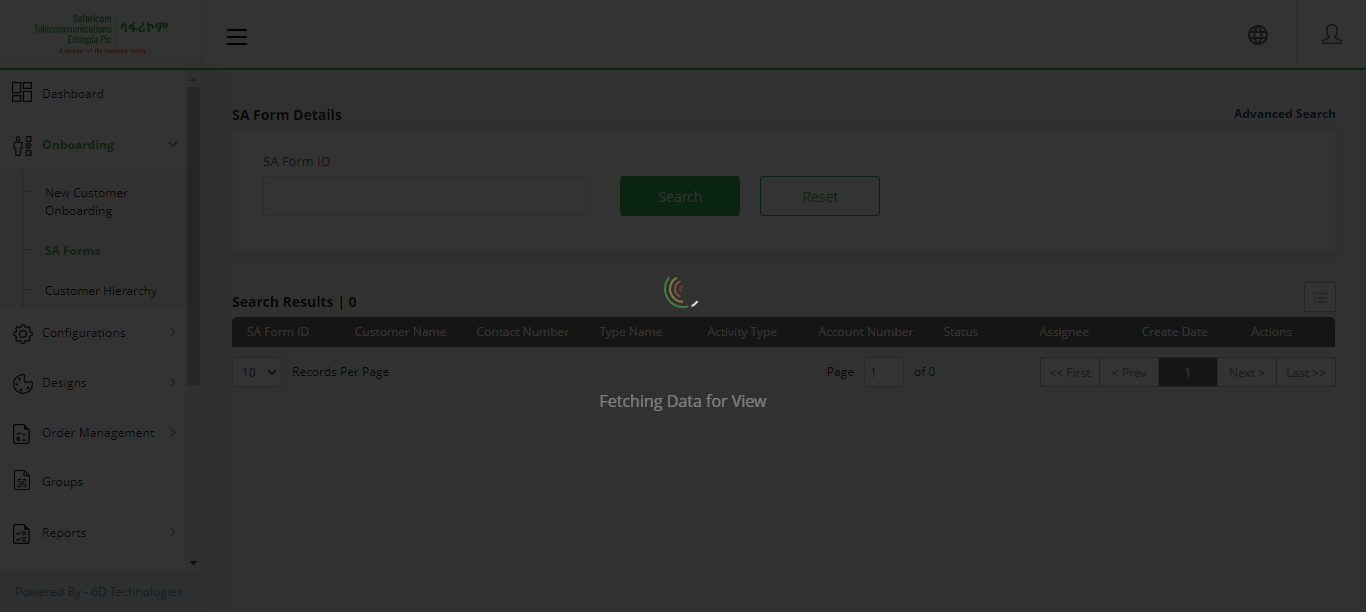 Safaricom
Telecommunications
Ethiopia Plc
ሳፋሪኮም
A member of the Vodacom family
Dashboard
Onboarding
New Customer
Onboarding
SA Forms
Customer Hierarchy
Configurations
Designs
Order Management
Groups
Reports
Powered By - 6D Technologies
SA Form Details
Advanced Search
SA Form ID
Search
Reset
Search Results | 0
SA Form ID Customer Name Contact Number Type Name Activity Type Account Number Status Assignee Create Date Actions
10 Records Per Page Page 1 of 0 << First < Prev 1 Next > Last >>
Fetching Data for View